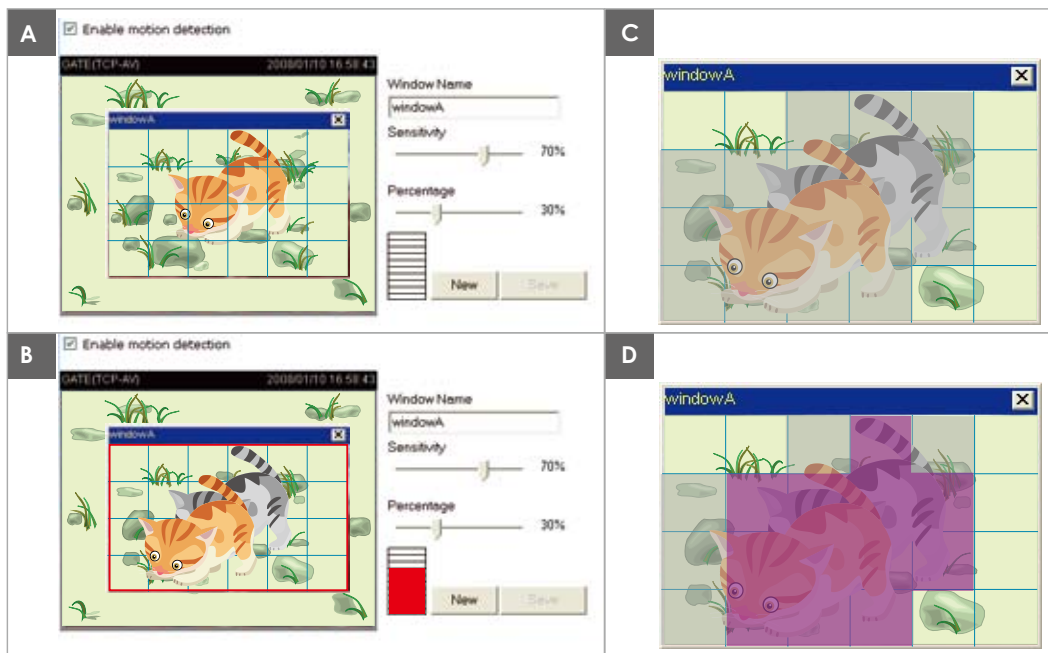 A
Enable motion detection
GATE(TCP-AV) 2008/01/10 16:58:43
windowA
Window Name
windowA
Sensitivity
70%
Percentage
30%
New Save
C
windowA
B
Enable motion detection
GATE(TCP-AV) 2008/01/10 16:58:43
windowA
Window Name
windowA
Sensitivity
70%
Percentage
30%
New Save
D
windowA